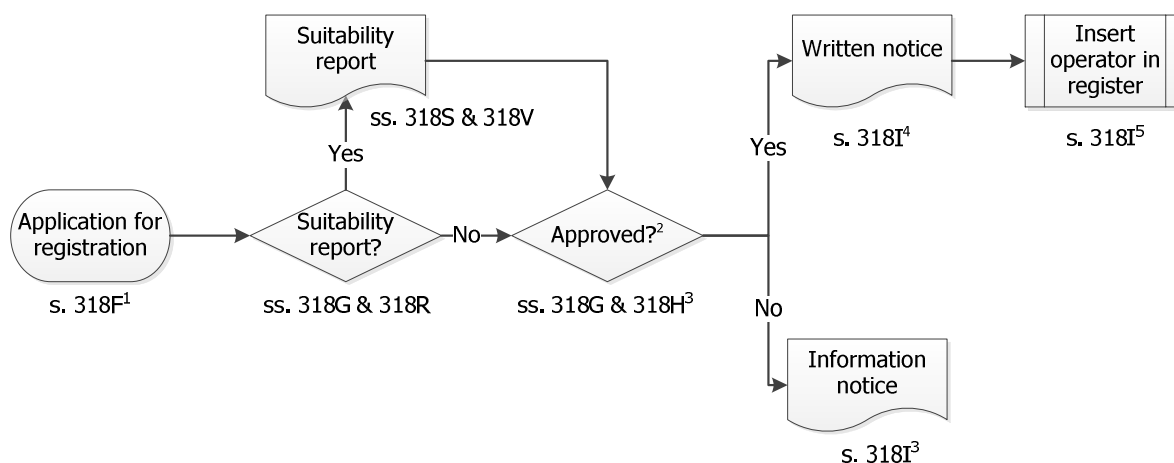 Suitability
report
ss. 318S & 318V
Yes
Application for
registration
s. 318F¹
Suitability
report?
ss. 318G & 318R
No
Approved?²
ss. 318G & 318H³
Yes
Written notice
s. 318I⁴
Insert
operator in
register
s. 318I⁵
No
Information
notice
s. 318I³